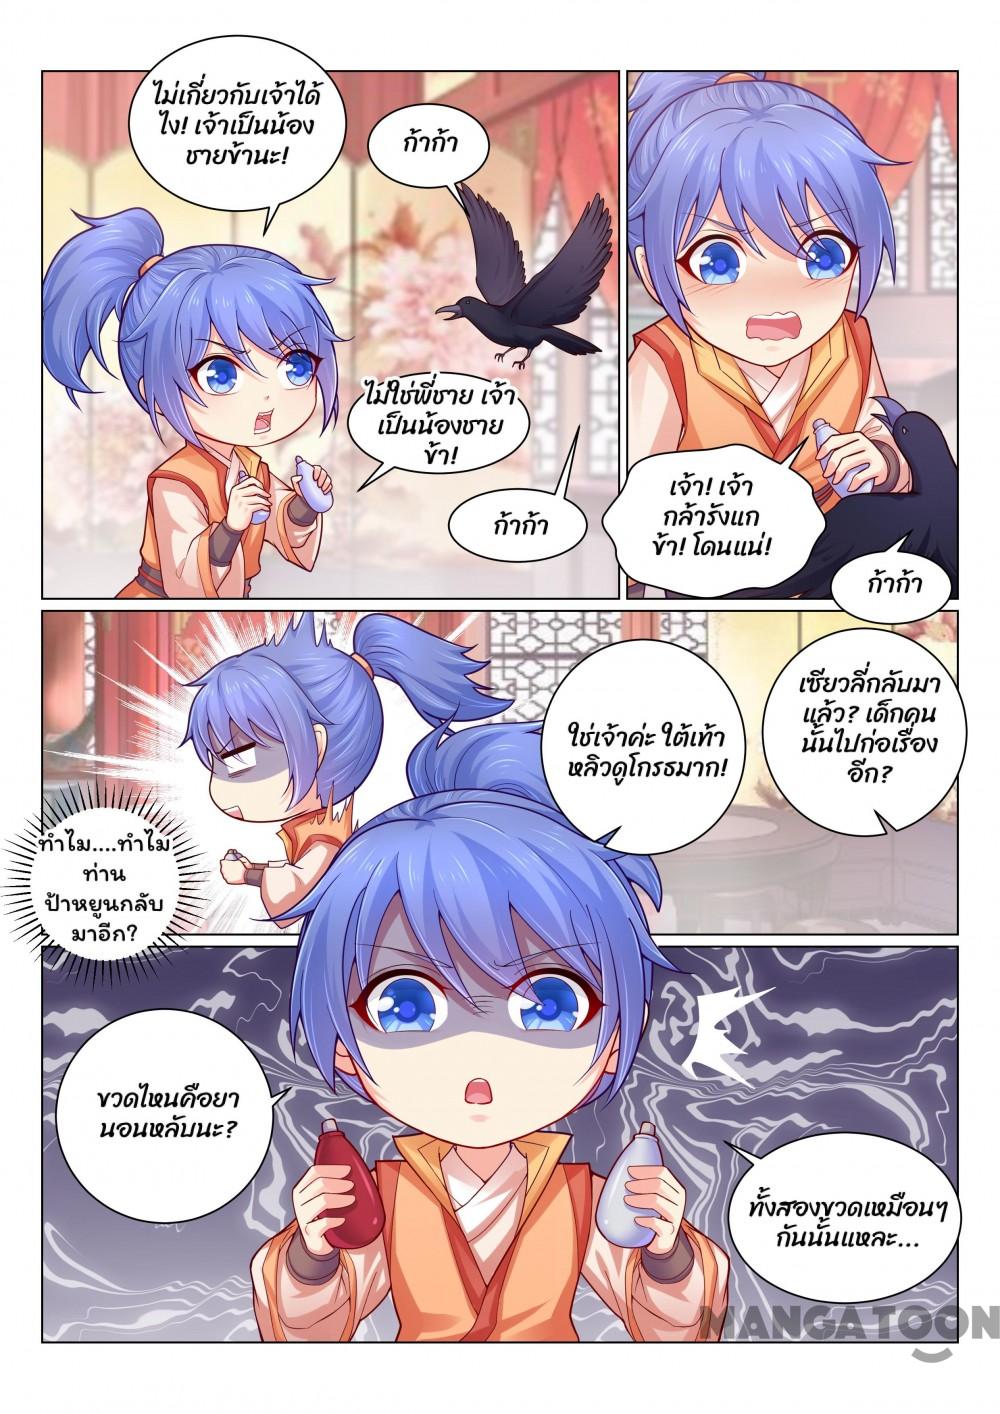 ไม่เกี่ยวกับเจ้าได้
ไง! เจ้าเป็นน้อง
ชายข้านะ!
ก้าก้า
ไม่ใช่พี่ชาย เจ้า
เป็นน้องชาย
ข้า!
ก้าก้า
เจ้า! เจ้า
กล้ารังแก
ข้า! โดนแน่!
ก้าก้า
ใช่เจ้าค่ะ ใต้เท้า
หลิวดูโกรธมาก!
เซียวลี่กลับมา
แล้ว? เด็กคน
นั้นไปก่อเรื่อง
อีก?
ทำไม....ทำไม
ท่าน
ป้าหยูนกลับ
มาอีก?
ขวดไหนคือยา
นอนหลับนะ?
ทั้งสองขวดเหมือนๆ
กันนั้นแหละ...
MANGATOON